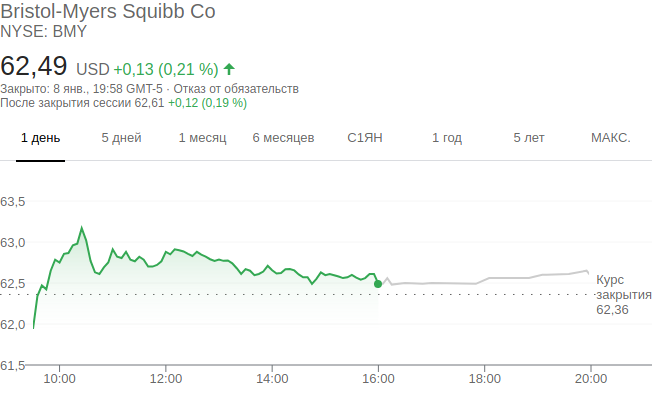 Bristol-Myers Squibb Co
NYSE: BMY
62,49 USD +0,13 (0,21 %)
Закрыто: 8 янв., 19:58 GMT-5 · Отказ от обязательств
После закрытия сессии 62,61 +0,12 (0,19 %)
1 день 5 дней 1 месяц 6 месяцев С1ЯН 1 год 5 лет МАКС.
63,5
63,0
62,5
Курс
закрытия
62,36
62,0
61,5
10:00 12:00 14:00 16:00 18:00 20:00